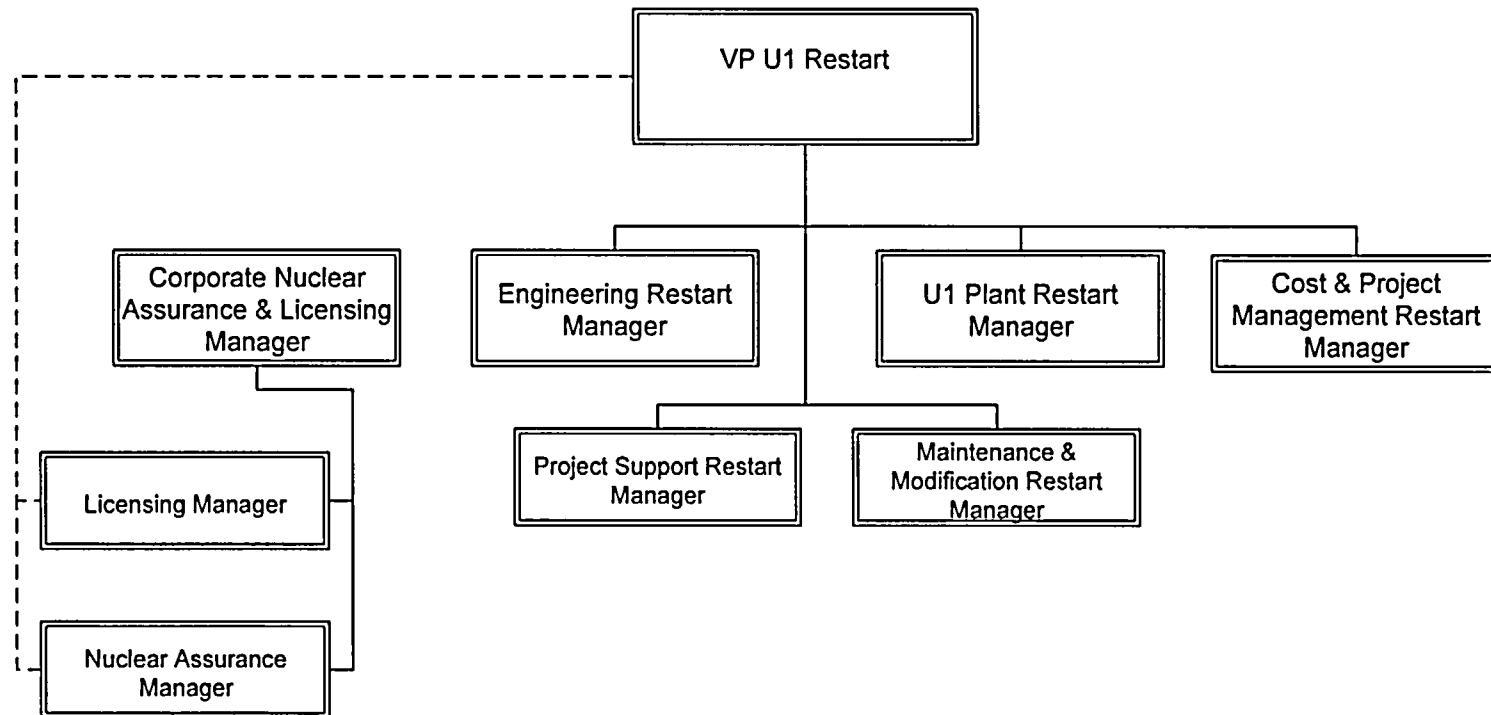 VP U1 Restart
Corporate Nuclear
Assurance & Licensing
Manager
Engineering Restart
Manager
U1 Plant Restart
Manager
Cost & Project
Management Restart
Manager
Project Support Restart
Manager
Maintenance &
Modification Restart
Manager
Licensing Manager
Nuclear Assurance
Manager